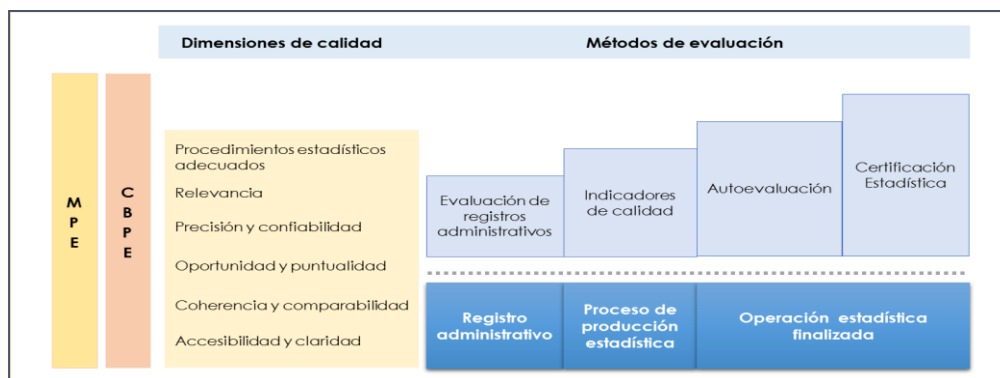 Dimensiones de calidad
Métodos de evaluación
M
P
E
C
B
P
E
Procedimientos estadísticos
adecuados
Relevancia
Precisión y confiabilidad
Oportunidad y puntualidad
Coherencia y comparabilidad
Accesibilidad y claridad
Evaluación de
registros
administrativos
Indicadores
de calidad
Autoevaluación
Certificación
Estadística
Registro
administrativo
Proceso de
producción
estadística
Operación estadística
finalizada